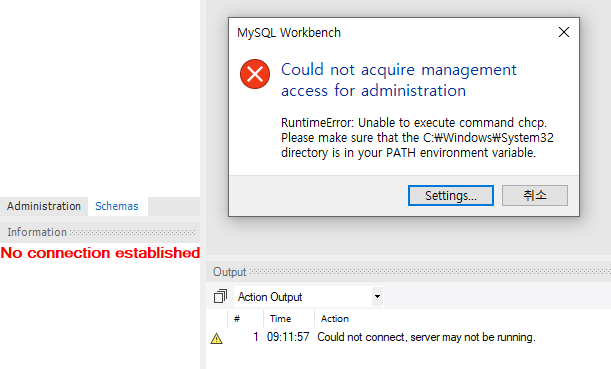 MySQL Workbench
Could not acquire management
access for administration
RuntimeError: Unable to execute command chcp.
Please make sure that the C:₩Windows₩System32
directory is in your PATH environment variable.
Settings...
취소
Administration
Schemas
Information
No connection established
Output
Action Output
# Time Action
1 09:11:57 Could not connect, server may not be running.